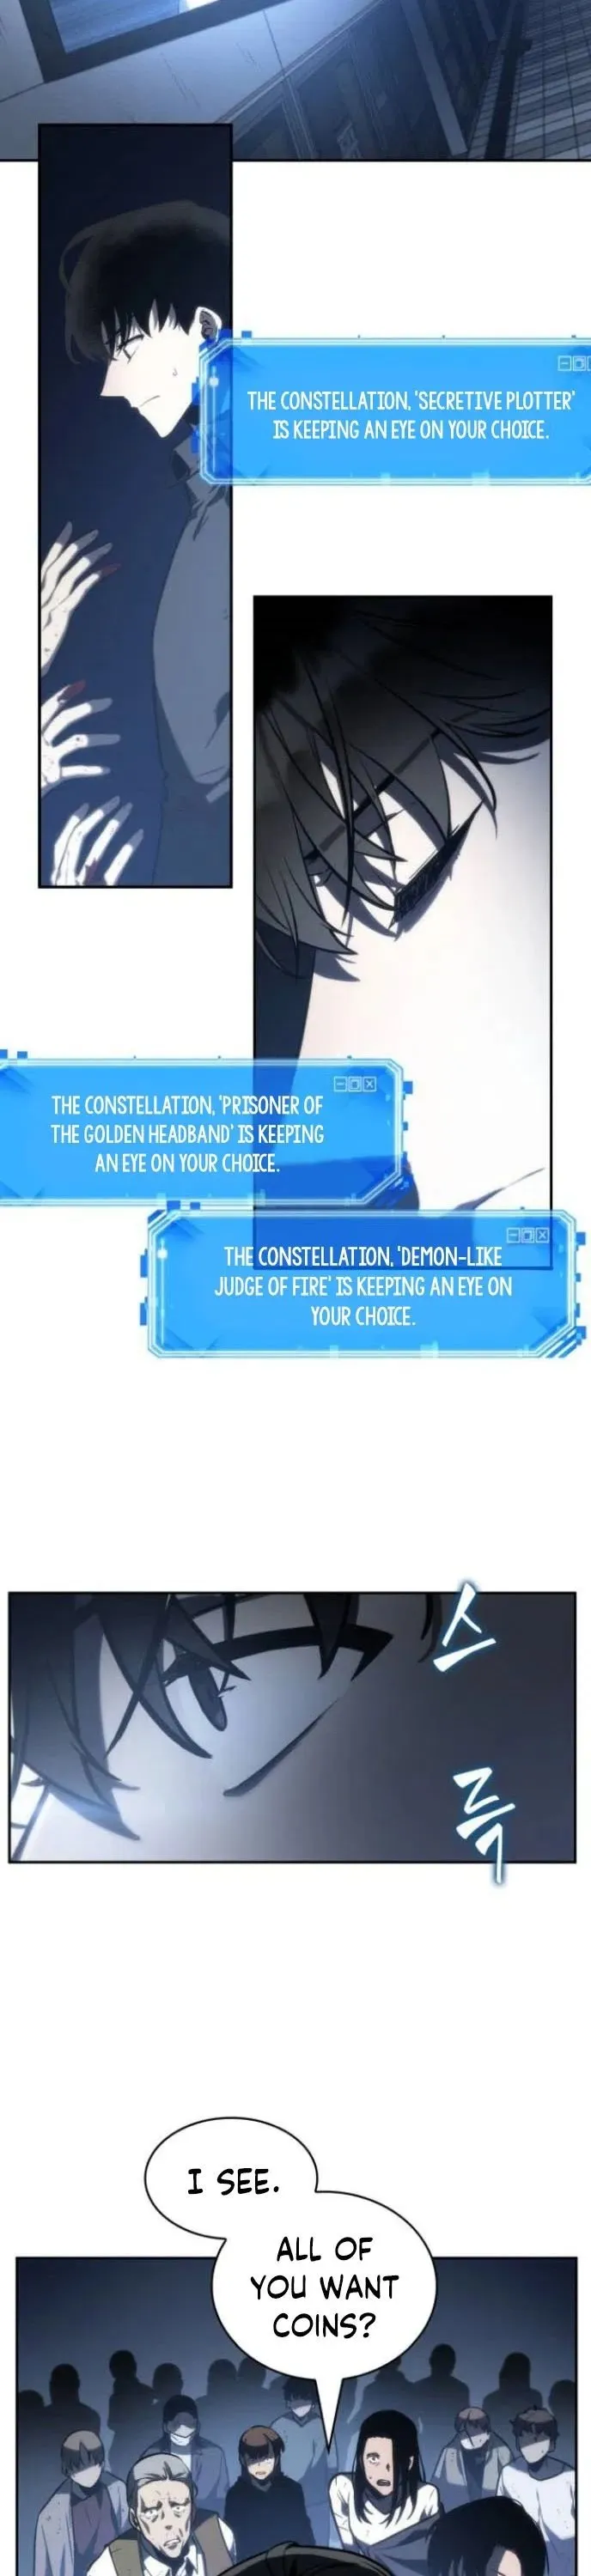 THE CONSTELLATION, 'SECRETIVE PLOTTER'
IS KEEPING AN EYE ON YOUR CHOICE.
THE CONSTELLATION, 'PRISONER OF
THE GOLDEN HEADBAND' IS KEEPING
AN EYE ON YOUR CHOICE.
THE CONSTELLATION, 'DEMON-LIKE
JUDGE OF FIRE' IS KEEPING AN EYE ON
YOUR CHOICE.
스
륵
I SEE.
ALL OF
YOU WANT
COINS?